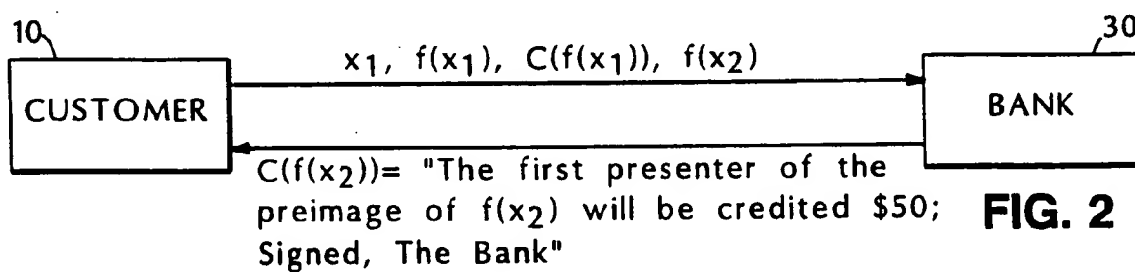 10
30
x1, f(x1), C(f(x1)), f(x2)
CUSTOMER
BANK
C(f(x2))= "The first presenter of the
preimage of f(x2) will be credited $50;
Signed, The Bank"
FIG. 2